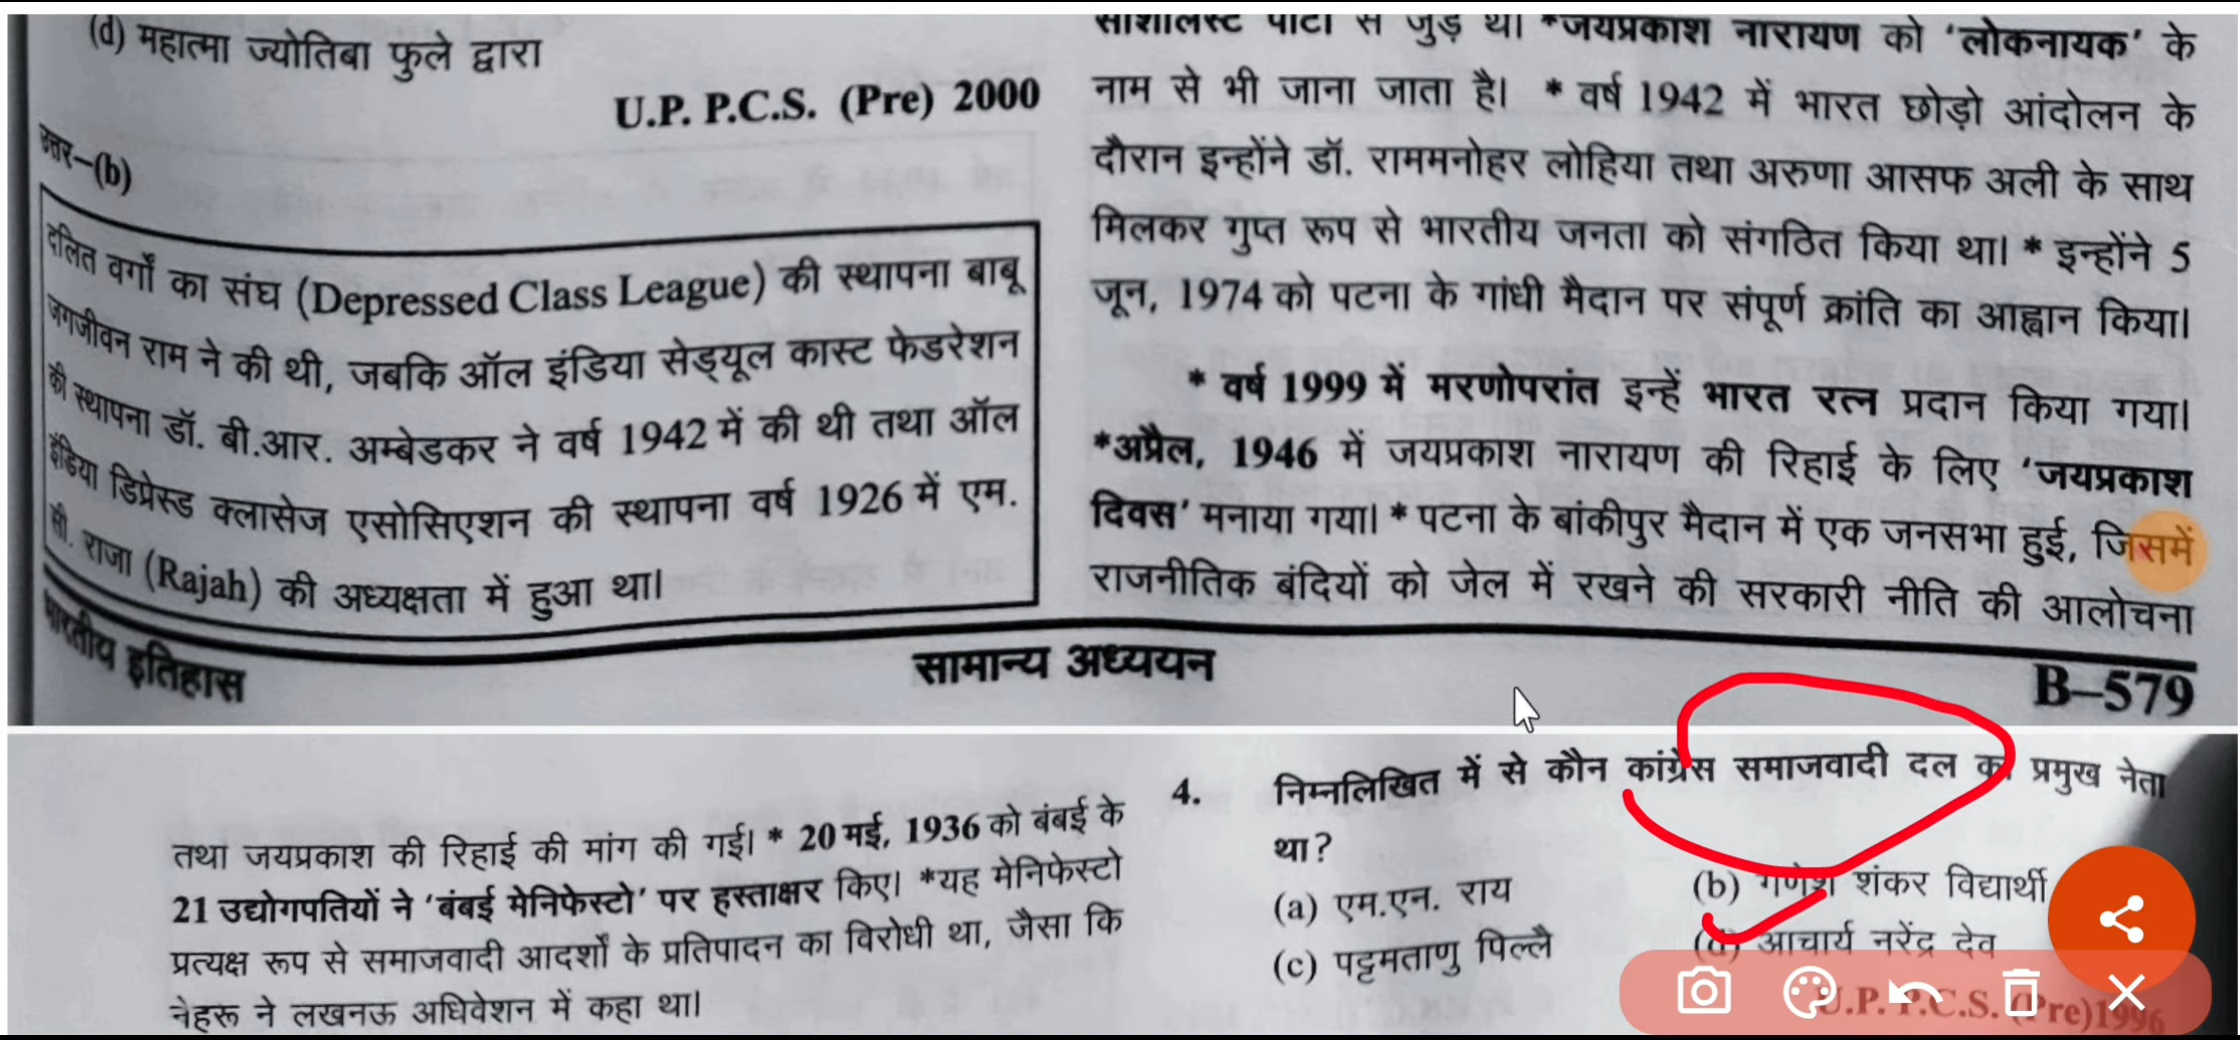 (d) महात्मा ज्योतिबा फुले द्वारा
U.P. P.C.S. (Pre) 2000
उत्तर–(b)
दलित वर्गों का संघ (Depressed Class League) की स्थापना बाबू
जगजीवन राम ने की थी, जबकि ऑल इंडिया सेड्यूल कास्ट फेडरेशन
की स्थापना डॉ. बी.आर. अम्बेडकर ने वर्ष 1942 में की थी तथा ऑल
इंडिया डिप्रेस्ड क्लासेज एसोसिएशन की स्थापना वर्ष 1926 में एम.
सी. राजा (Rajah) की अध्यक्षता में हुआ था।
सोशलिस्ट पार्टी से जुड़े थे। *जयप्रकाश नारायण को ‘लोकनायक’ के
नाम से भी जाना जाता है। * वर्ष 1942 में भारत छोड़ो आंदोलन के
दौरान इन्होंने डॉ. राममनोहर लोहिया तथा अरुणा आसफ अली के साथ
मिलकर गुप्त रूप से भारतीय जनता को संगठित किया था। * इन्होंने 5
जून, 1974 को पटना के गांधी मैदान पर संपूर्ण क्रांति का आह्वान किया।
* वर्ष 1999 में मरणोपरांत इन्हें भारत रत्न प्रदान किया गया।
*अप्रैल, 1946 में जयप्रकाश नारायण की रिहाई के लिए ‘जयप्रकाश
दिवस’ मनाया गया। * पटना के बांकीपुर मैदान में एक जनसभा हुई, जिसमें
राजनीतिक बंदियों को जेल में रखने की सरकारी नीति की आलोचना
भारतीय इतिहास
सामान्य अध्ययन
B–579
तथा जयप्रकाश की रिहाई की मांग की गई। * 20 मई, 1936 को बंबई के
21 उद्योगपतियों ने ‘बंबई मेनिफेस्टो’ पर हस्ताक्षर किए। *यह मेनिफेस्टो
प्रत्यक्ष रूप से समाजवादी आदर्शों के प्रतिपादन का विरोधी था, जैसा कि
नेहरू ने लखनऊ अधिवेशन में कहा था।
4. निम्नलिखित में से कौन कांग्रेस समाजवादी दल का प्रमुख नेता
था?
(a) एम.एन. राय (b) गणेश शंकर विद्यार्थी
(c) पट्टमताणु पिल्लै (d) आचार्य नरेंद्र देव
U.P. P.C.S. (Pre)1996